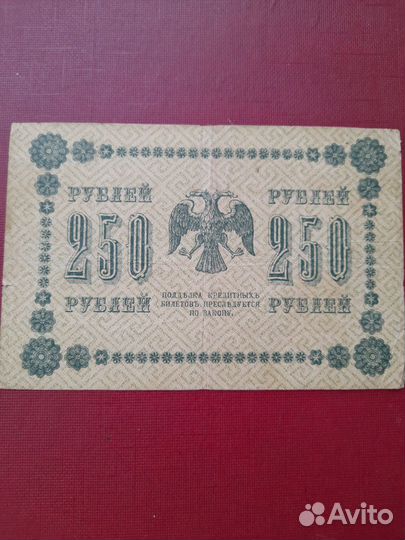 РУБЛЕЙ РУБЛЕЙ
250 250
РУБЛЕЙ РУБЛЕЙ
ПОДДѢЛКА КРЕДИТНЫХЪ
БИЛЕТОВЪ ПРЕСЛѢДУЕТСЯ
ПО ЗАКОНУ.
Avito